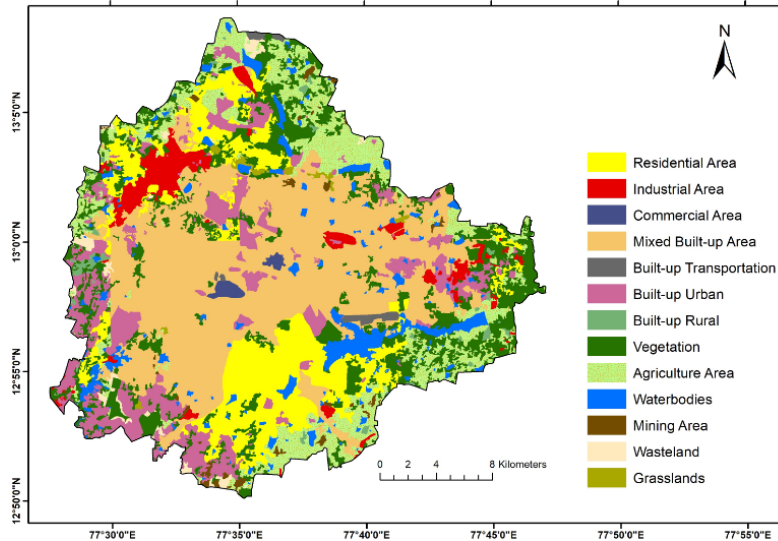 N
13°5'0"N
13°0'0"N
12°55'0"N
12°50'0"N
Residential Area
Industrial Area
Commercial Area
Mixed Built-up Area
Built-up Transportation
Built-up Urban
Built-up Rural
Vegetation
Agriculture Area
Waterbodies
Mining Area
Wasteland
Grasslands
0 2 4 8 Kilometers
77°30'0"E 77°35'0"E 77°40'0"E 77°45'0"E 77°50'0"E 77°55'0"E